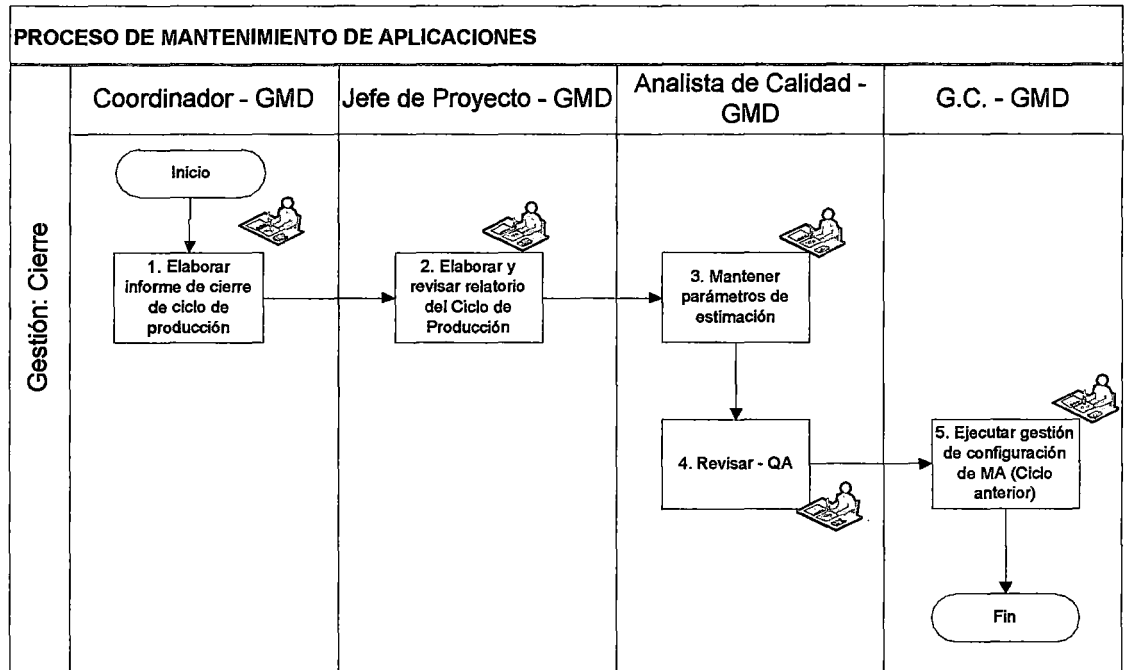 PROCESO DE MANTENIMIENTO DE APLICACIONES
Coordinador - GMD
Jefe de Proyecto - GMD
Analista de Calidad -
GMD
G.C. - GMD
Gestión: Cierre
Inicio
1. Elaborar
informe de cierre
de ciclo de
producción
2. Elaborar y
revisar relatorio
del Ciclo de
Producción
3. Mantener
parámetros de
estimación
4. Revisar - QA
5. Ejecutar gestión
de configuración
de MA (Ciclo
anterior)
Fin